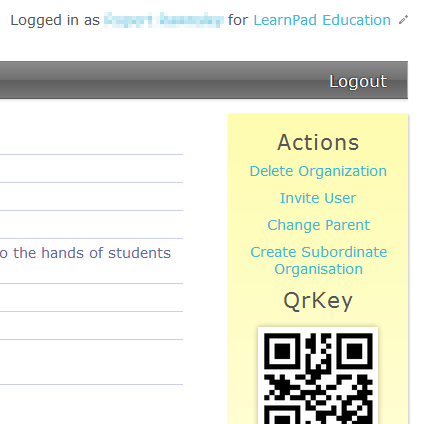 Logged in as for LearnPad Education
Logout
o the hands of students
Actions
Delete Organization
Invite User
Change Parent
Create Subordinate
Organisation
QrKey